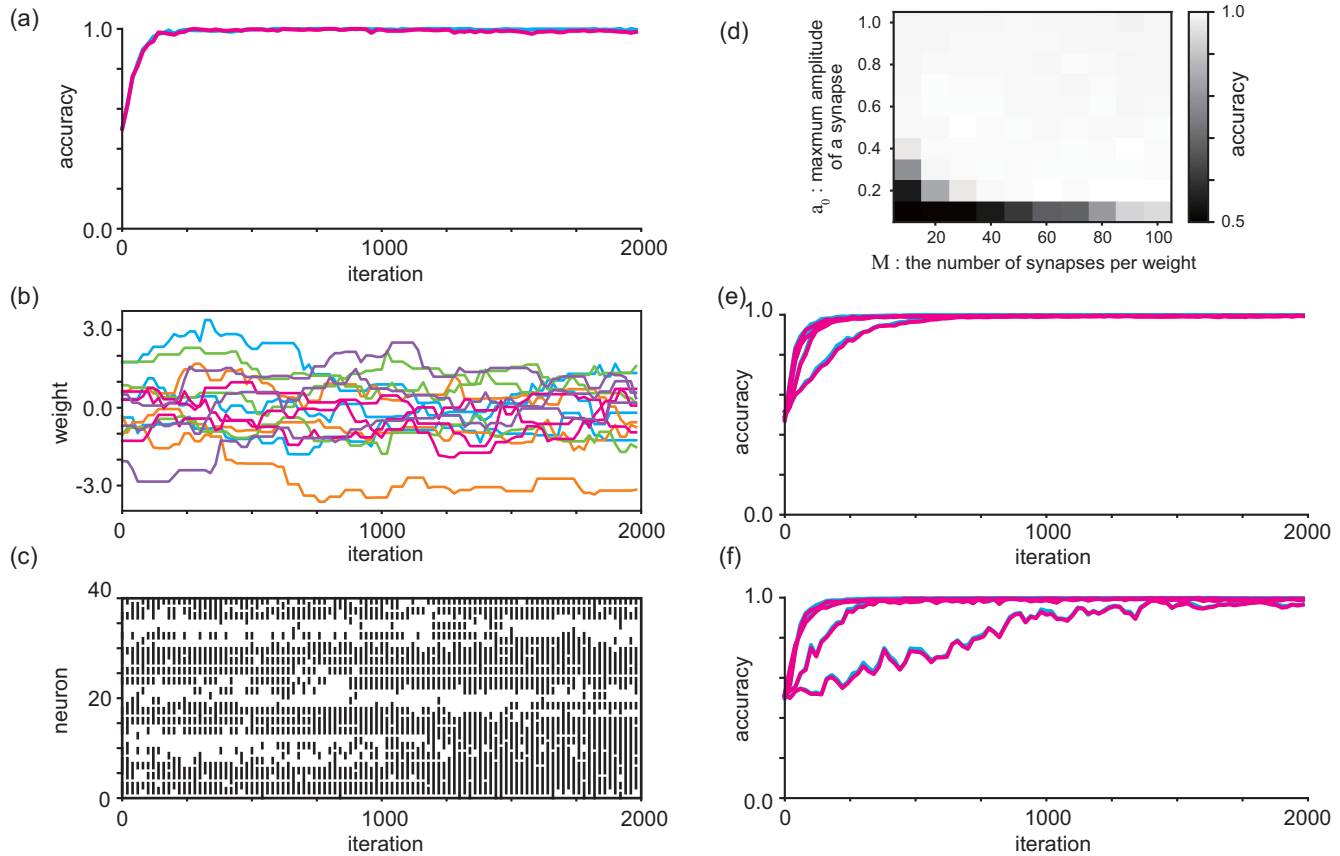 (a)
1.0
accuracy
1.0
0
1000
2000
iteration
(b)
3.0
0.0
-3.0
weight
0
1000
2000
iteration
(c)
40
20
0
neuron
0
1000
2000
iteration
(d)
1.0
0.8
0.6
0.4
0.2
a0 : maxmum amplitude
of a synapse
20
40
60
80
100
M : the number of synapses per weight
1.0
0.5
accuracy
(e)
1.0
0.0
accuracy
0
1000
2000
iteration
(f)
1.0
0.0
accuracy
0
1000
2000
iteration